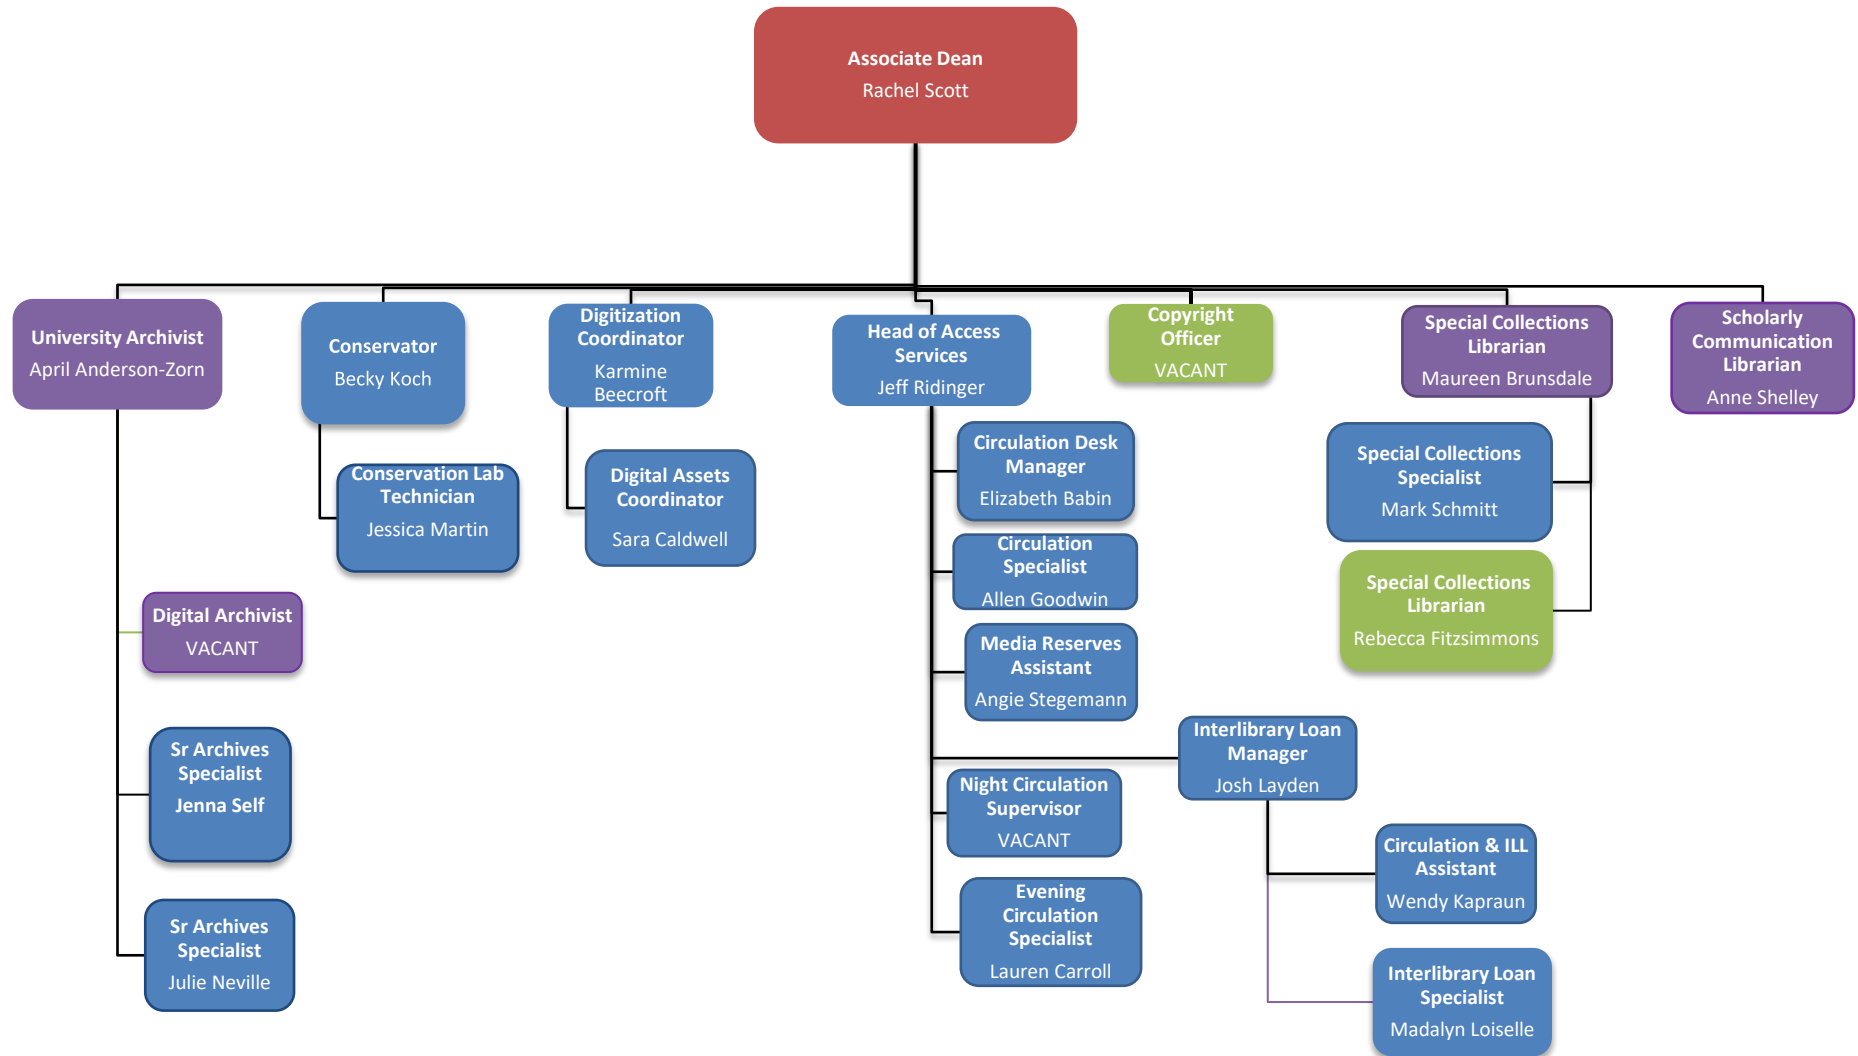 Associate Dean
Rachel Scott
University Archivist
April Anderson-Zorn
Conservator
Becky Koch
Digitization
Coordinator
Karmine
Beecroft
Head of Access
Services
Jeff Ridinger
Copyright
Officer
VACANT
Special Collections
Librarian
Maureen Brunsdale
Scholarly
Communication
Librarian
Anne Shelley
Conservation Lab
Technician
Jessica Martin
Digital Assets
Coordinator
Sara Caldwell
Circulation Desk
Manager
Elizabeth Babin
Special Collections
Specialist
Mark Schmitt
Circulation
Specialist
Allen Goodwin
Special Collections
Librarian
Rebecca Fitzsimmons
Digital Archivist
VACANT
Media Reserves
Assistant
Angie Stegemann
Sr Archives
Specialist
Jenna Self
Interlibrary Loan
Manager
Josh Layden
Night Circulation
Supervisor
VACANT
Circulation & ILL
Assistant
Wendy Kapraun
Sr Archives
Specialist
Julie Neville
Evening
Circulation
Specialist
Lauren Carroll
Interlibrary Loan
Specialist
Madalyn Loiselle